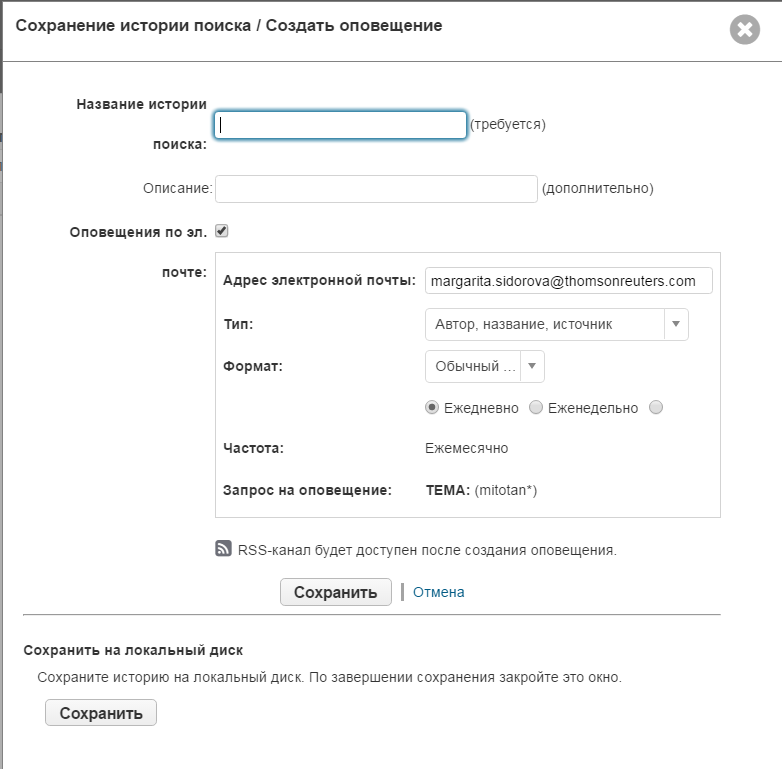 Сохранение истории поиска / Создать оповещение
Название истории
(требуется)
поиска:
Описание:
(дополнительно)
Оповещения по эл.
почте:
Адрес электронной почты: margarita.sidorova@thomsonreuters.com
Тип: Автор, название, источник
Формат: Обычный ...
Ежедневно Еженедельно
Частота: Ежемесячно
Запрос на оповещение: ТЕМА: (mitotan*)
RSS-канал будет доступен после создания оповещения.
Сохранить | Отмена
Сохранить на локальный диск
Сохраните историю на локальный диск. По завершении сохранения закройте это окно.
Сохранить